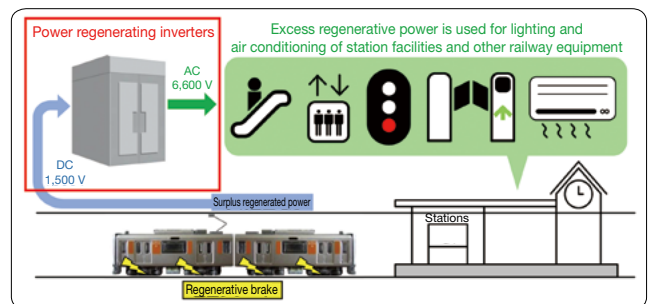 Power regenerating inverters
Excess regenerative power is used for lighting and
air conditioning of station facilities and other railway equipment
AC
6,600 V
DC
1,500 V
Surplus regenerated power
Stations
Regenerative brake